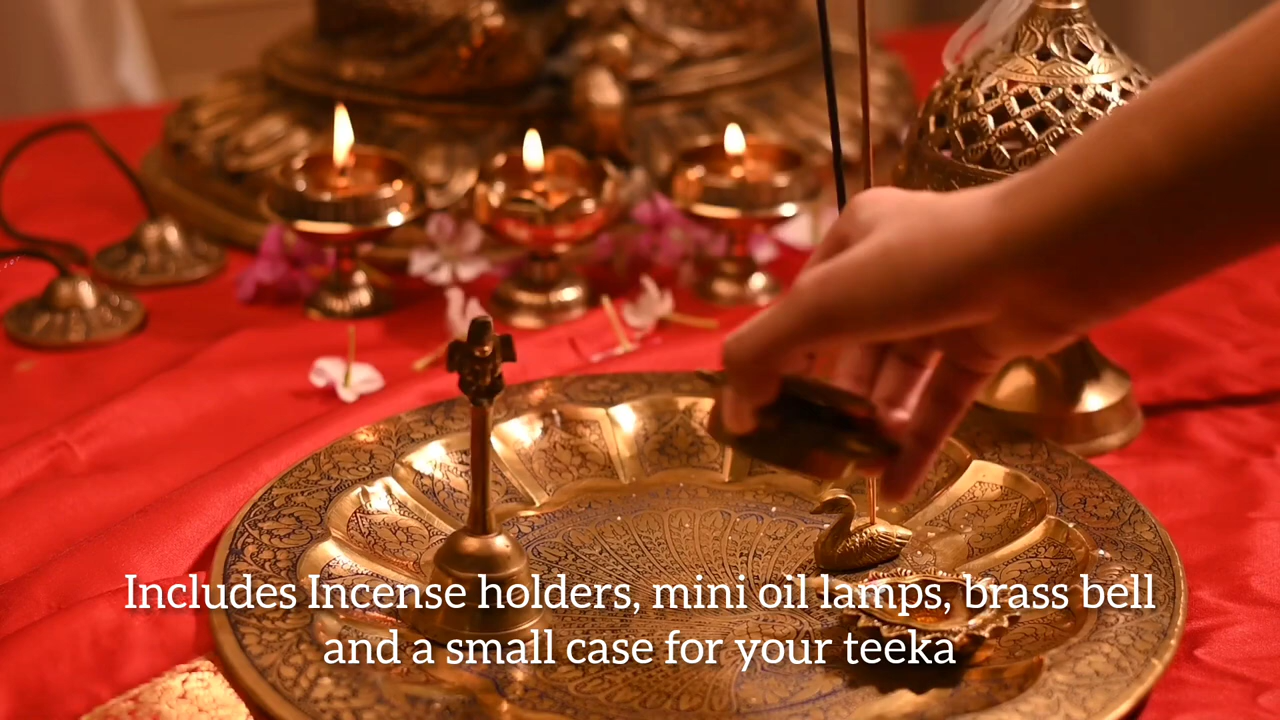 Includes Incense holders, mini oil lamps, brass bell
and a small case for your teeka